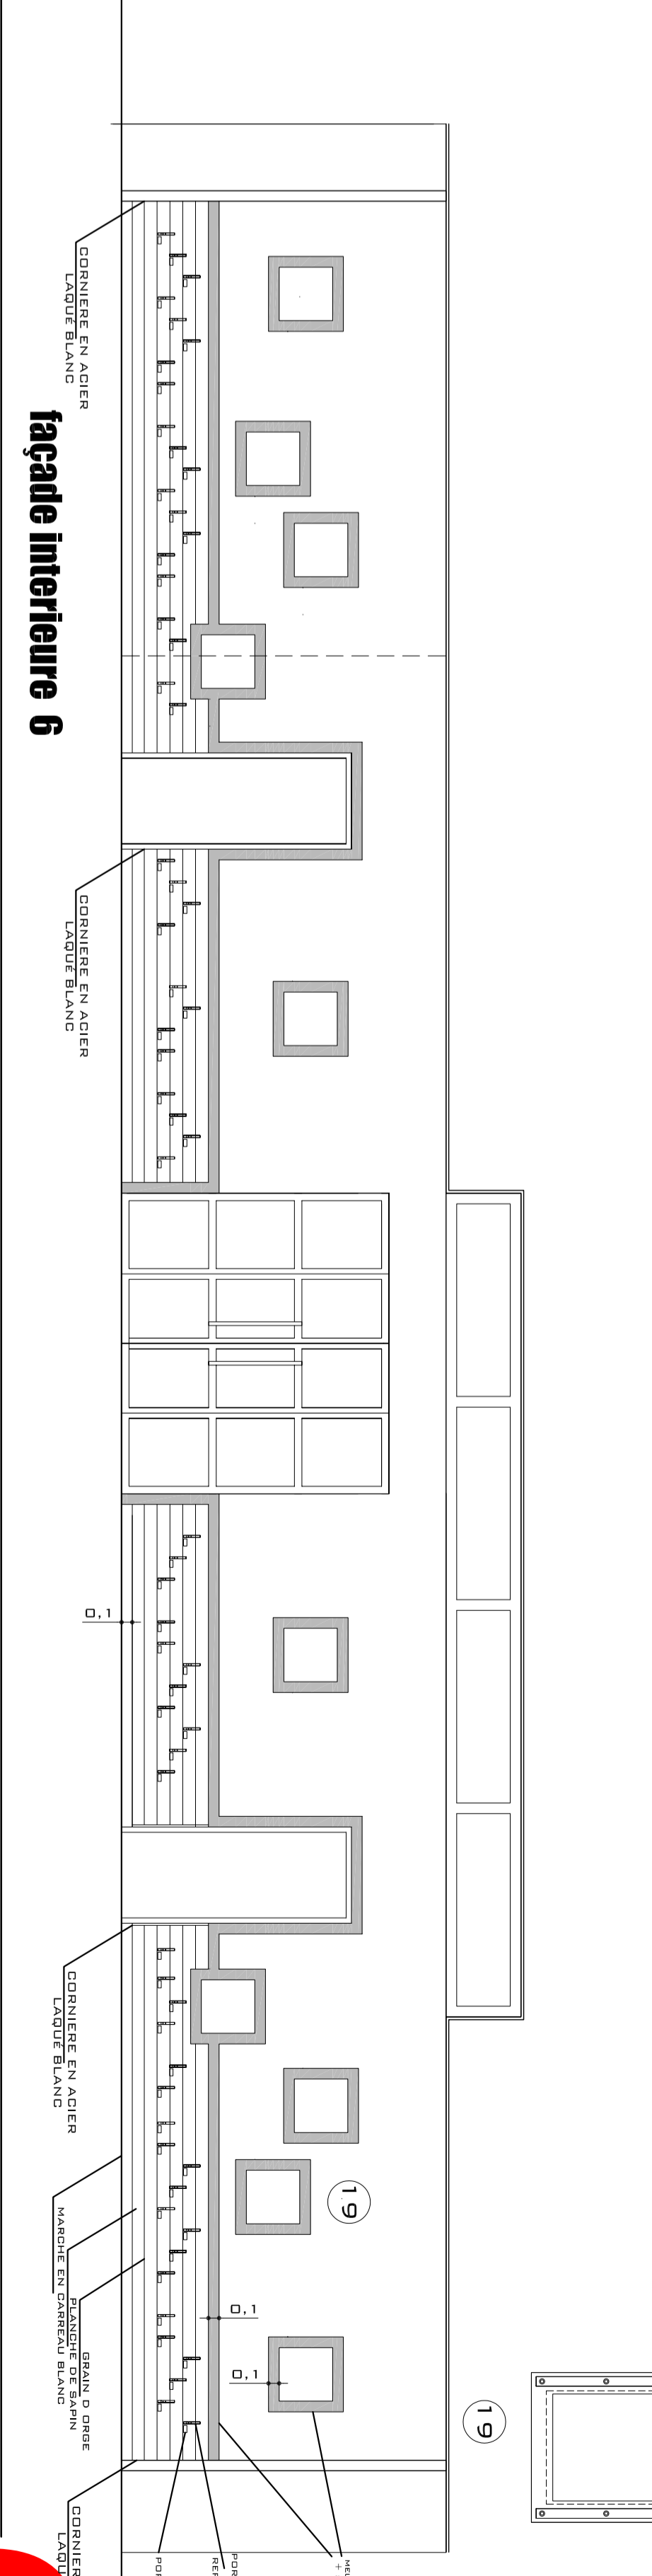 façade interieure 6
CORNIERE EN ACIER
LAQUÉ BLANC
CORNIERE EN ACIER
LAQUÉ BLANC
0,1
CORNIERE EN ACIER
LAQUÉ BLANC
GRAIN D ORGE
PLANCHE DE SAPIN
MARCHE EN CARREAU BLANC
19
0,1
0,1
19
+